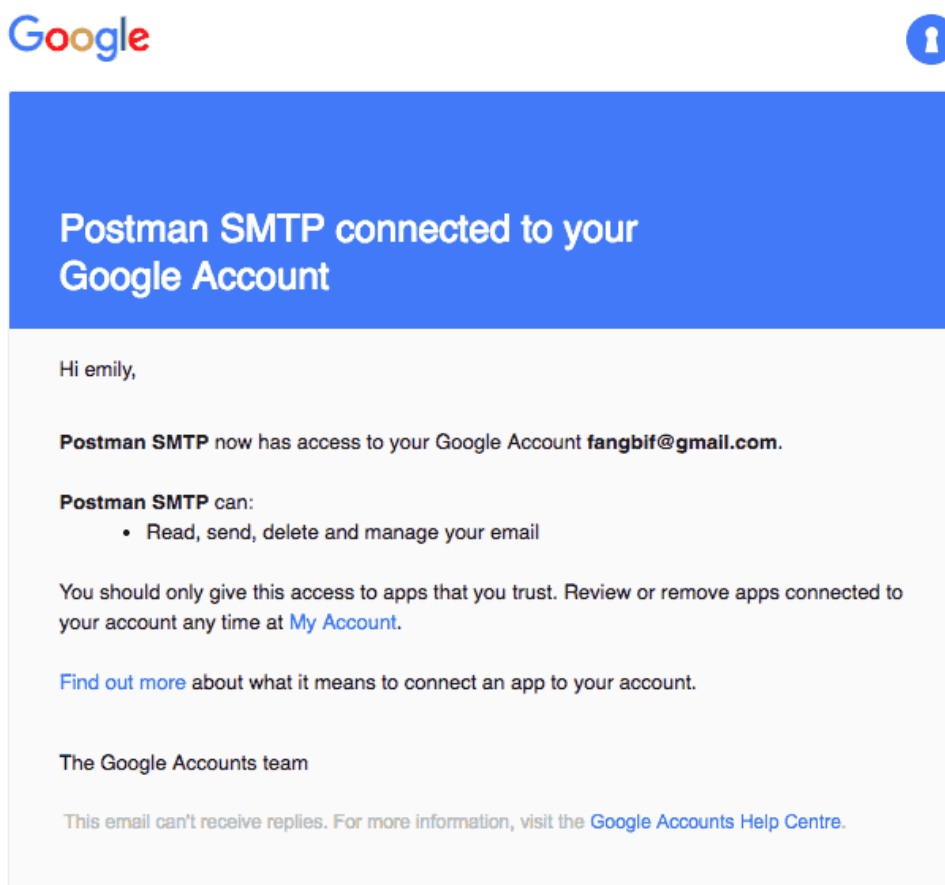 Google
Postman SMTP connected to your
Google Account
Hi emily,
Postman SMTP now has access to your Google Account fangbif@gmail.com.
Postman SMTP can:
• Read, send, delete and manage your email
You should only give this access to apps that you trust. Review or remove apps connected to
your account any time at My Account.
Find out more about what it means to connect an app to your account.
The Google Accounts team
This email can't receive replies. For more information, visit the Google Accounts Help Centre.